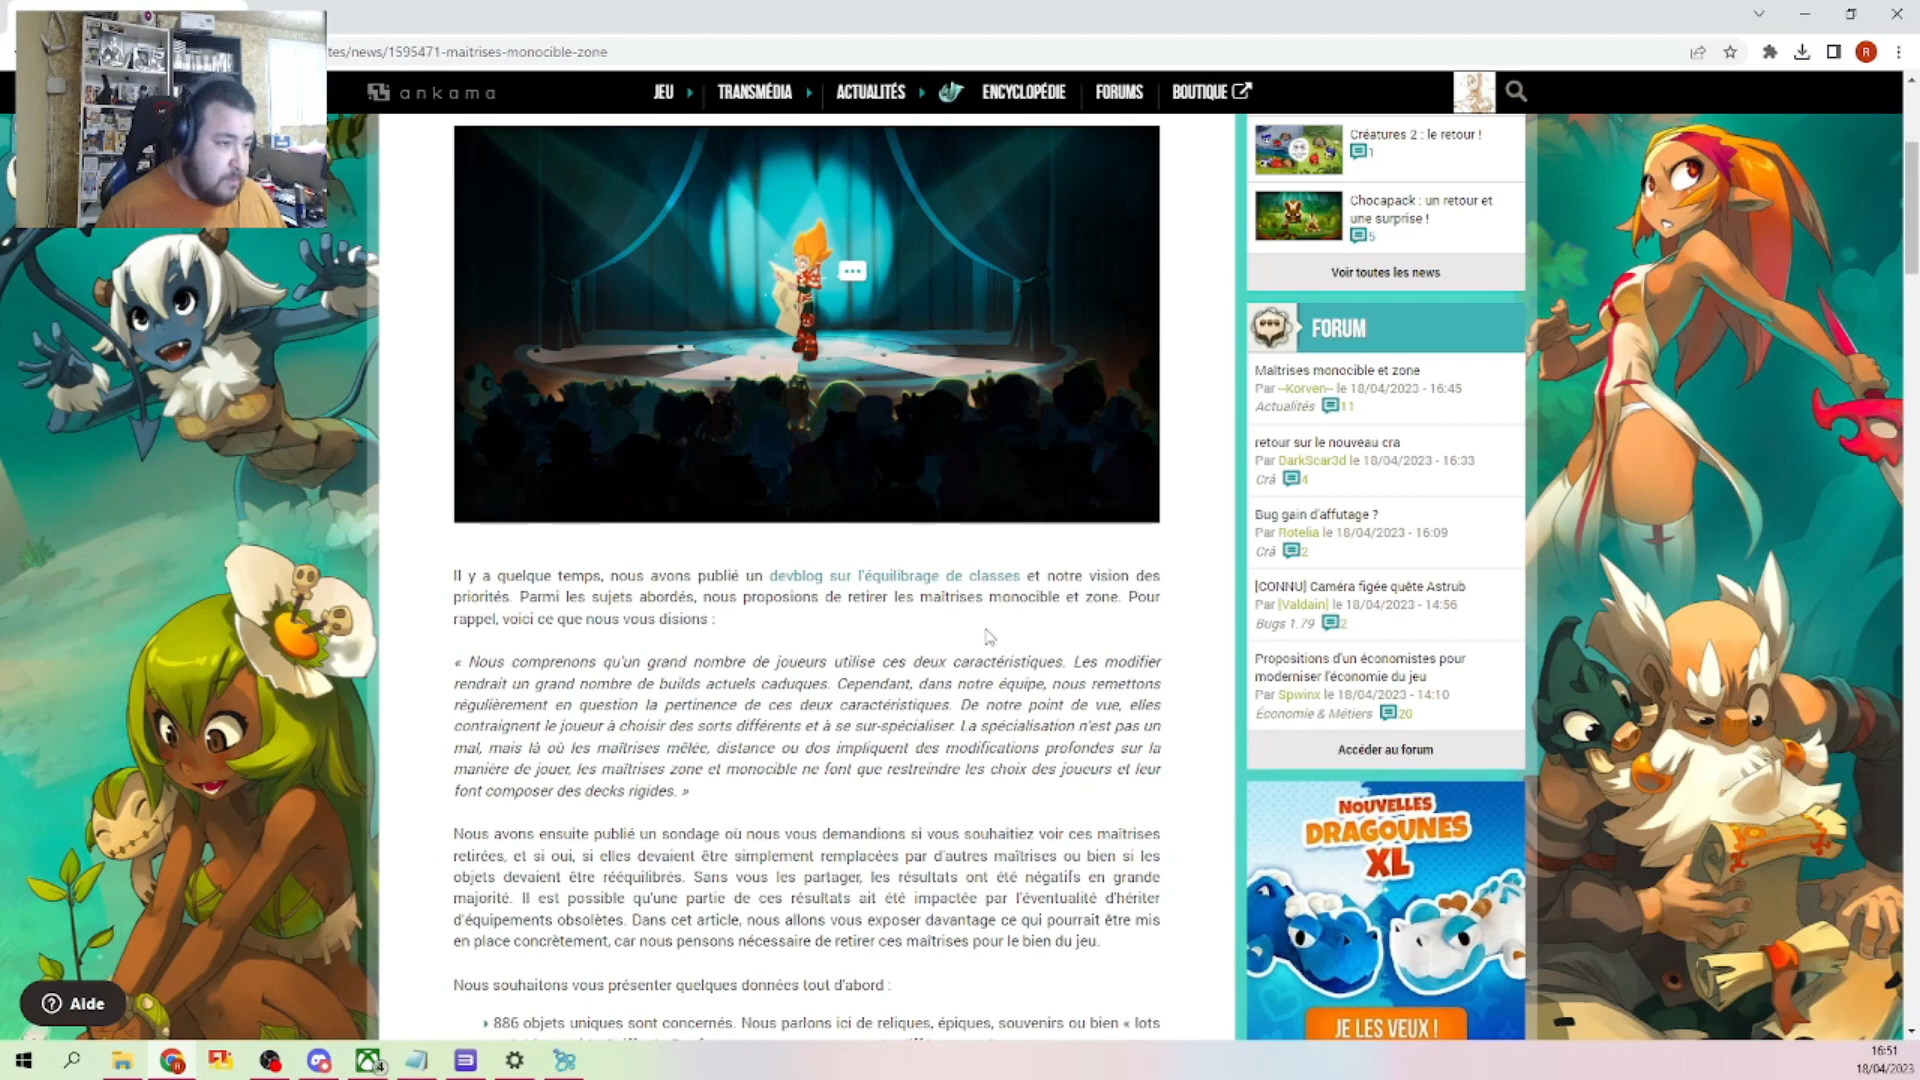 tes/news/1595471-maitrises-monocible-zone
R
ankama
JEU
TRANSMÉDIA
ACTUALITÉS
ENCYCLOPÉDIE
FORUMS
BOUTIQUE
Il y a quelque temps, nous avons publié un devblog sur l'équilibrage de classes et notre vision des
priorités. Parmi les sujets abordés, nous proposions de retirer les maîtrises monocible et zone. Pour
rappel, voici ce que nous vous disions :
« Nous comprenons qu'un grand nombre de joueurs utilise ces deux caractéristiques. Les modifier
rendrait un grand nombre de builds actuels caduques. Cependant, dans notre équipe, nous remettons
régulièrement en question la pertinence de ces deux caractéristiques. De notre point de vue, elles
contraignent le joueur à choisir des sorts différents et à se sur-spécialiser. La spécialisation n'est pas un
mal, mais là où les maîtrises mêlée, distance ou dos impliquent des modifications profondes sur la
manière de jouer, les maîtrises zone et monocible ne font que restreindre les choix des joueurs et leur
font composer des decks rigides. »
Nous avons ensuite publié un sondage où nous vous demandions si vous souhaitiez voir ces maîtrises
retirées, et si oui, si elles devaient être simplement remplacées par d'autres maîtrises ou bien si les
objets devaient être rééquilibrés. Sans vous les partager, les résultats ont été négatifs en grande
majorité. Il est possible qu'une partie de ces résultats ait été impactée par l'éventualité d'hériter
d'équipements obsolètes. Dans cet article, nous allons vous exposer davantage ce qui pourrait être mis
en place concrètement, car nous pensons nécessaire de retirer ces maîtrises pour le bien du jeu.
Nous souhaitons vous présenter quelques données tout d'abord :
886 objets uniques sont concernés. Nous parlons ici de reliques, épiques, souvenirs ou bien « lots
Créatures 2 : le retour !
1
Chocapack : un retour et
une surprise !
5
Voir toutes les news
FORUM
Maîtrises monocible et zone
Par --Korven-- le 18/04/2023 - 16:45
Actualités 11
retour sur le nouveau cra
Par DarkScar3d le 18/04/2023 - 16:33
Crâ 4
Bug gain d'affutage ?
Par Rotelia le 18/04/2023 - 16:09
Crâ 2
[CONNU] Caméra figée quête Astrub
Par [Valdain] le 18/04/2023 - 14:56
Bugs 1.79 2
Propositions d'un économistes pour
moderniser l'économie du jeu
Par Spwinx le 18/04/2023 - 14:10
Économie & Métiers 20
Accéder au forum
NOUVELLES
DRAGOUNES
XL
JE LES VEUX !
Aide
R
4
16:51
18/04/2023